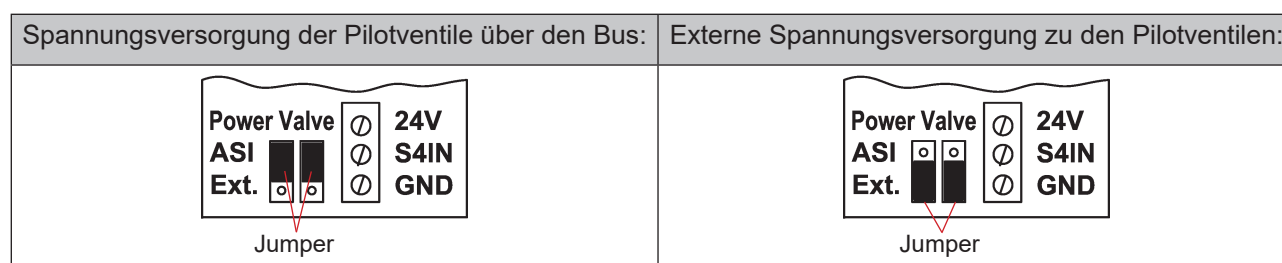 Spannungsversorgung der Pilotventile über den Bus:
Externe Spannungsversorgung zu den Pilotventilen:
Power Valve 24V
ASI S4IN
Ext. GND
Jumper
Power Valve 24V
ASI S4IN
Ext. GND
Jumper